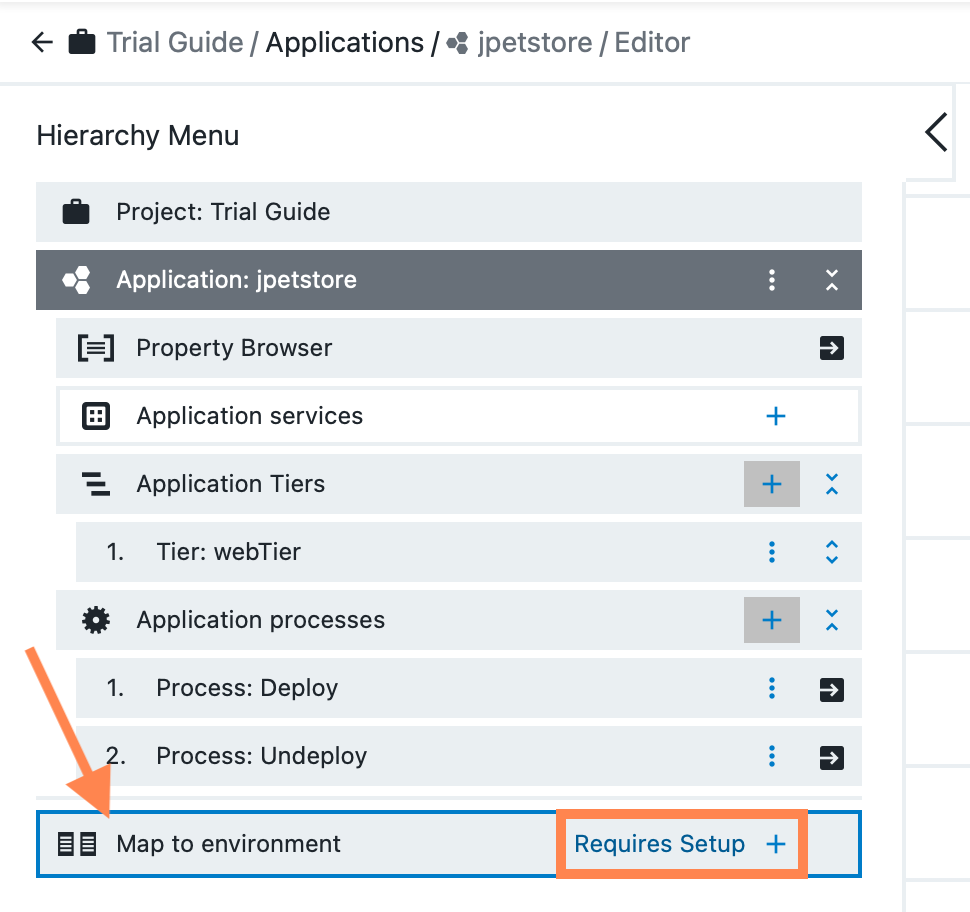 Trial Guide / Applications / jpetstore / Editor
Hierarchy Menu
Project: Trial Guide
Application: jpetstore
Property Browser
Application services
Application Tiers
1. Tier: webTier
Application processes
1. Process: Deploy
2. Process: Undeploy
Map to environment Requires Setup +